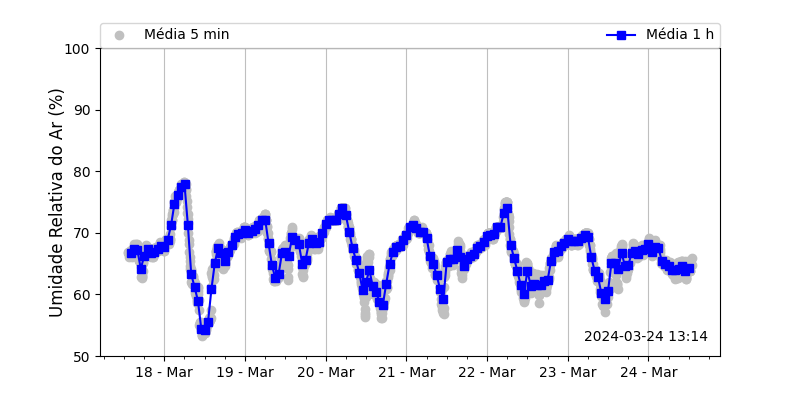 Média 5 min
Média 1 h
100
90
80
70
60
50
Umidade Relativa do Ar (%)
2024-03-24 13:14
18 - Mar
19 - Mar
20 - Mar
21 - Mar
22 - Mar
23 - Mar
24 - Mar